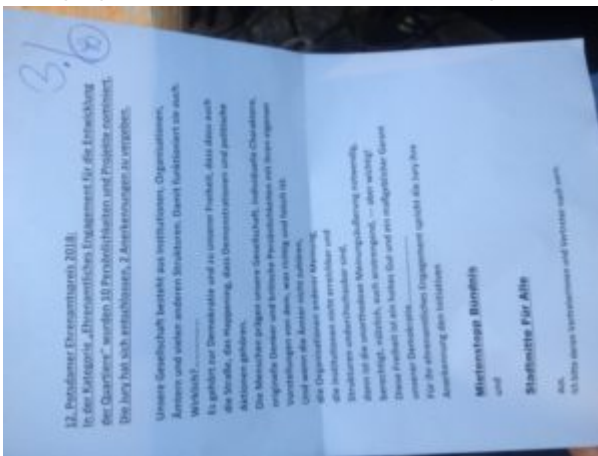 3.1
12. Potsdamer Ehrenamtspreis 2018:
In der Kategorie „Ehrenamtliches Engagement für die Entwicklung
der Quartiere" wurden 10 Persönlichkeiten und Projekte nominiert.
Die Jury hat sich entschlossen, 2 Anerkennungen zu vergeben.
Unsere Gesellschaft besteht aus Institutionen, Organisationen,
Ämtern und vielen anderen Strukturen. Damit funktioniert sie auch.
Wirklich?
Es gehört zur Demokratie und zu unserer Freiheit, dass dazu auch
die Straße, das Happening, dass Demonstrationen und politische
Aktionen gehören.
Die Menschen prägen unsere Gesellschaft, individuelle Charaktere,
originelle Denker und kritische Persönlichkeiten mit ihren eigenen
Vorstellungen von dem, was richtig und falsch ist.
Und wenn die Ämter nicht
die Organisationen anderer Meinung,
die Institutionen nicht erreichbar und
Strukturen und,
dann ist die unorthodoxe Meinungsäußerung notwendig,
berechtigt, nützlich, auch anstrengend, – aber wichtig!
Diese Freiheit ist ein hohes Gut und ein maßgeblicher Garant
unserer Demokratie
Für ihr ehrenamtliches Engagement spricht die Jury ihre
Anerkennung den Initiativen
Mietenstopp Bündnis
und
Stadtmitte Für Alle
aus.
Ich bitte deren Vertreterinnen und Vertreter nach vorn